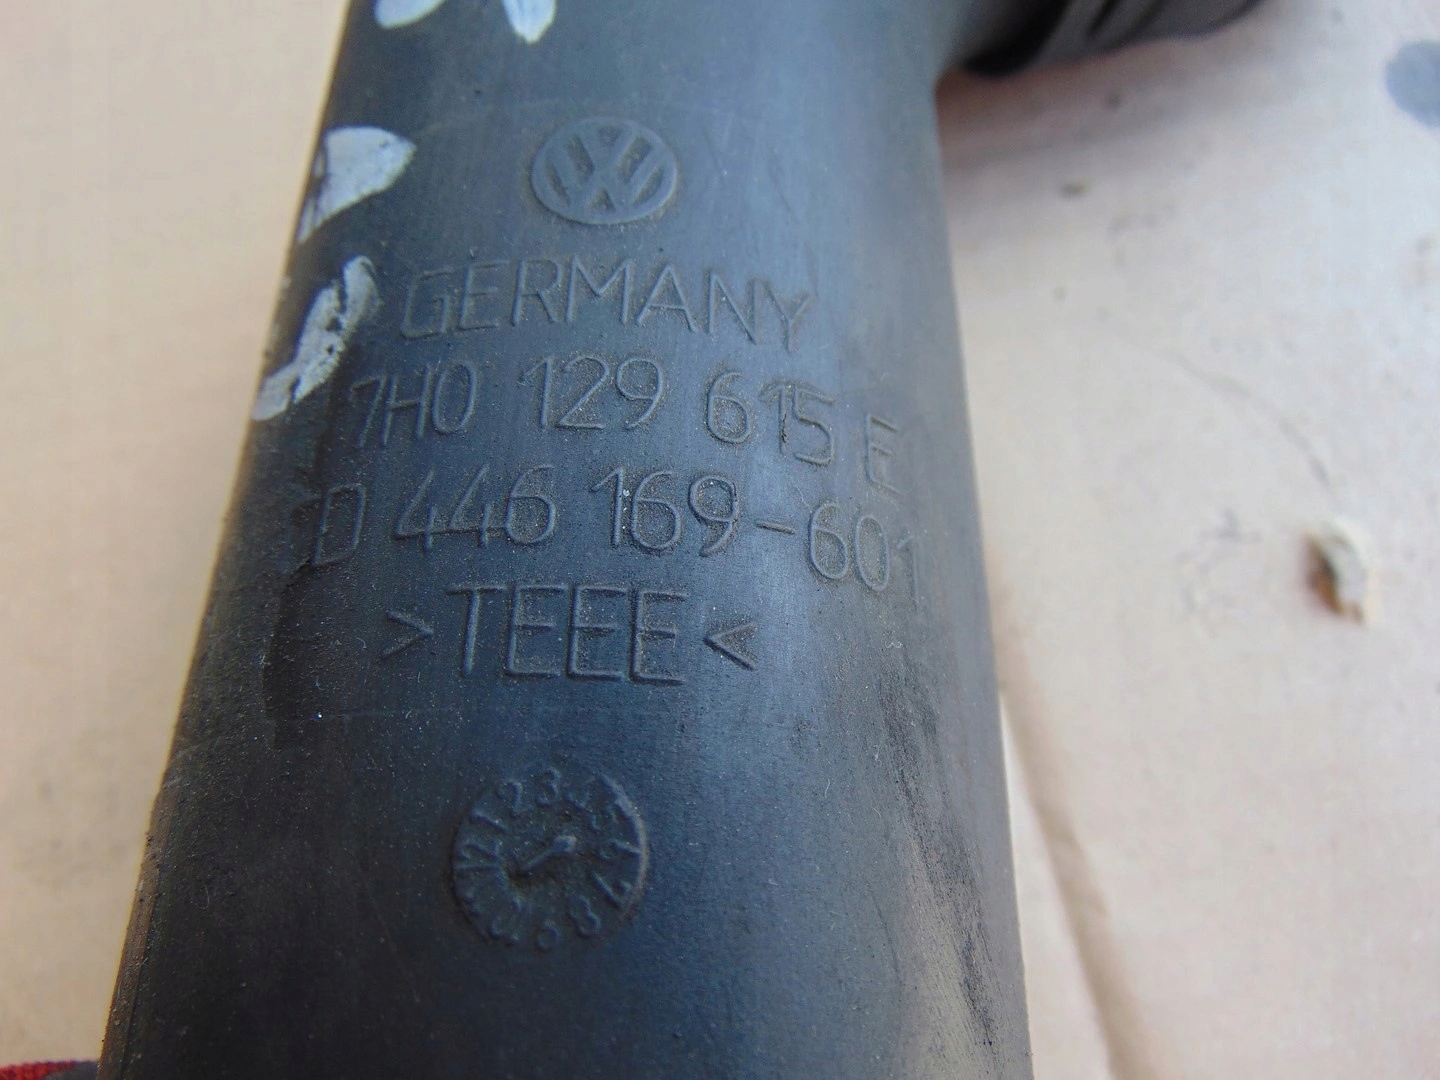 GERMANY
7H0 129 615 E
D 446 169-601
>TEEE<